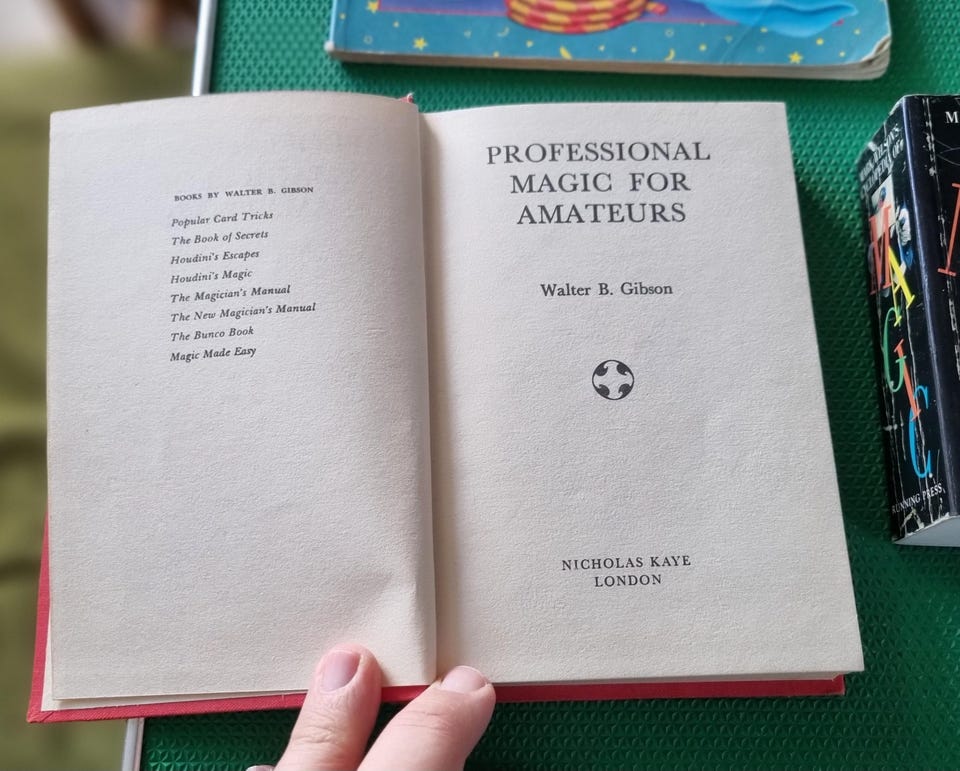 BOOKS BY WALTER B. GIBSON
Popular Card Tricks
The Book of Secrets
Houdini's Escapes
Houdini's Magic
The Magician's Manual
The New Magician's Manual
The Bunco Book
Magic Made Easy
PROFESSIONAL
MAGIC FOR
AMATEURS
Walter B. Gibson
NICHOLAS KAYE
LONDON
MAGIC
RUNNING PRESS
M